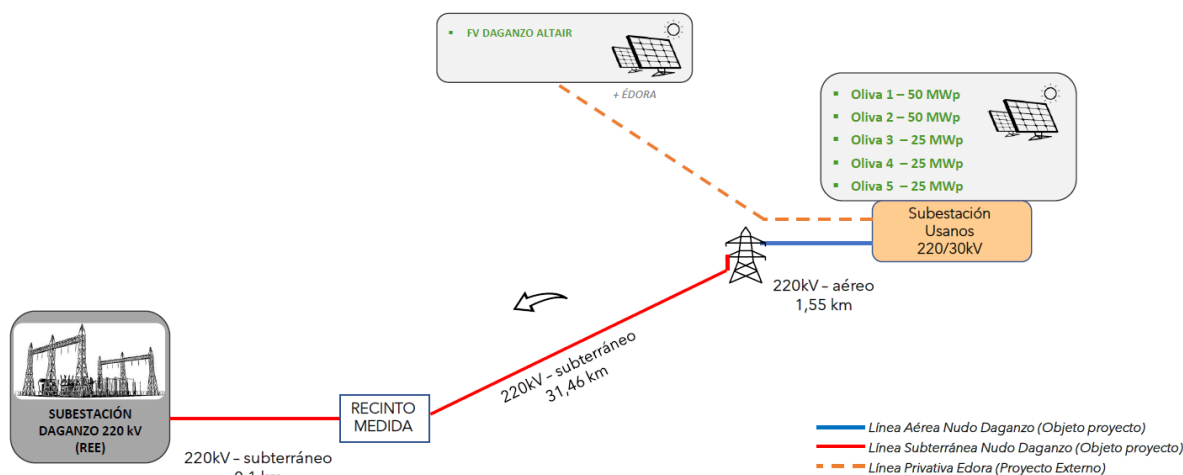 FV DAGANZO ALTAIR
+ ÉDORA
Oliva 1 – 50 MWp
Oliva 2 – 50 MWp
Oliva 3 – 25 MWp
Oliva 4 – 25 MWp
Oliva 5 – 25 MWp
Subestación
Usanos
220/30kV
220kV – aéreo
1,55 km
220kV – subterráneo
31,46 km
SUBESTACIÓN
DAGANZO 220 kV
(REE)
RECINTO
MEDIDA
220kV – subterráneo
0,1 km
Línea Aérea Nudo Daganzo (Objeto proyecto)
Línea Subterránea Nudo Daganzo (Objeto proyecto)
Línea Privativa Edora (Proyecto Externo)